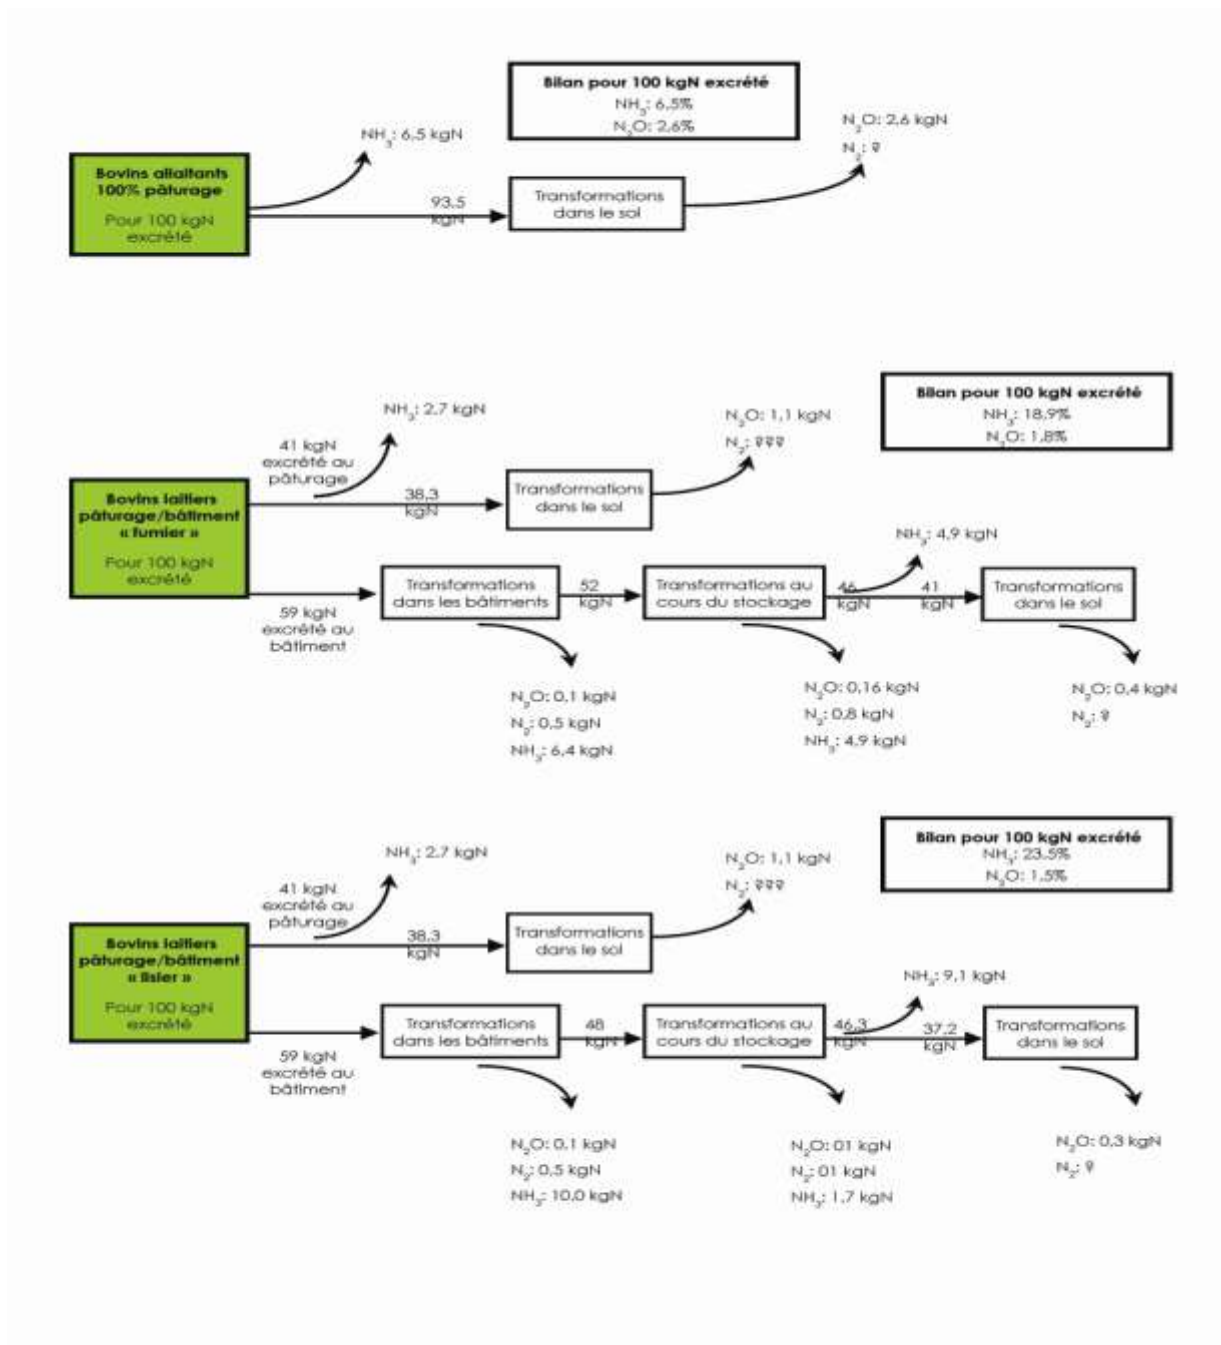 Bilan pour 100 kgN excrété
NH3: 6,5%
N2O: 2,6%
N2O: 2,6 kgN
N2: ?
NH3: 6,5 kgN
Bovins allaitants
100% pâturage
Pour 100 kgN
excrété
93,5
kgN
Transformations
dans le sol
Bilan pour 100 kgN excrété
NH3: 18,9%
N2O: 1,8%
NH3: 2,7 kgN
N2O: 1,1 kgN
N2: ???
41 kgN
excrété au
pâturage
Bovins laitiers
pâturage/bâtiment
« fumier »
Pour 100 kgN
excrété
38,3
kgN
Transformations
dans le sol
NH3: 4,9 kgN
59 kgN
excrété au
bâtiment
Transformations
dans les bâtiments
52
kgN
Transformations au
cours du stockage
46
kgN
41
kgN
Transformations
dans le sol
N2O: 0,1 kgN
N2: 0,5 kgN
NH3: 6,4 kgN
N2O: 0,16 kgN
N2: 0,8 kgN
NH3: 4,9 kgN
N2O: 0,4 kgN
N2: ?
Bilan pour 100 kgN excrété
NH3: 23,5%
N2O: 1,5%
NH3: 2,7 kgN
N2O: 1,1 kgN
N2: ???
41 kgN
excrété au
pâturage
Bovins laitiers
pâturage/bâtiment
« lisier »
Pour 100 kgN
excrété
38,3
kgN
Transformations
dans le sol
NH3: 9,1 kgN
59 kgN
excrété au
bâtiment
Transformations
dans les bâtiments
48
kgN
Transformations au
cours du stockage
46,3
kgN
37,2
kgN
Transformations
dans le sol
N2O: 0,1 kgN
N2: 0,5 kgN
NH3: 10,0 kgN
N2O: 01 kgN
N2: 01 kgN
NH3: 1,7 kgN
N2O: 0,3 kgN
N2: ?